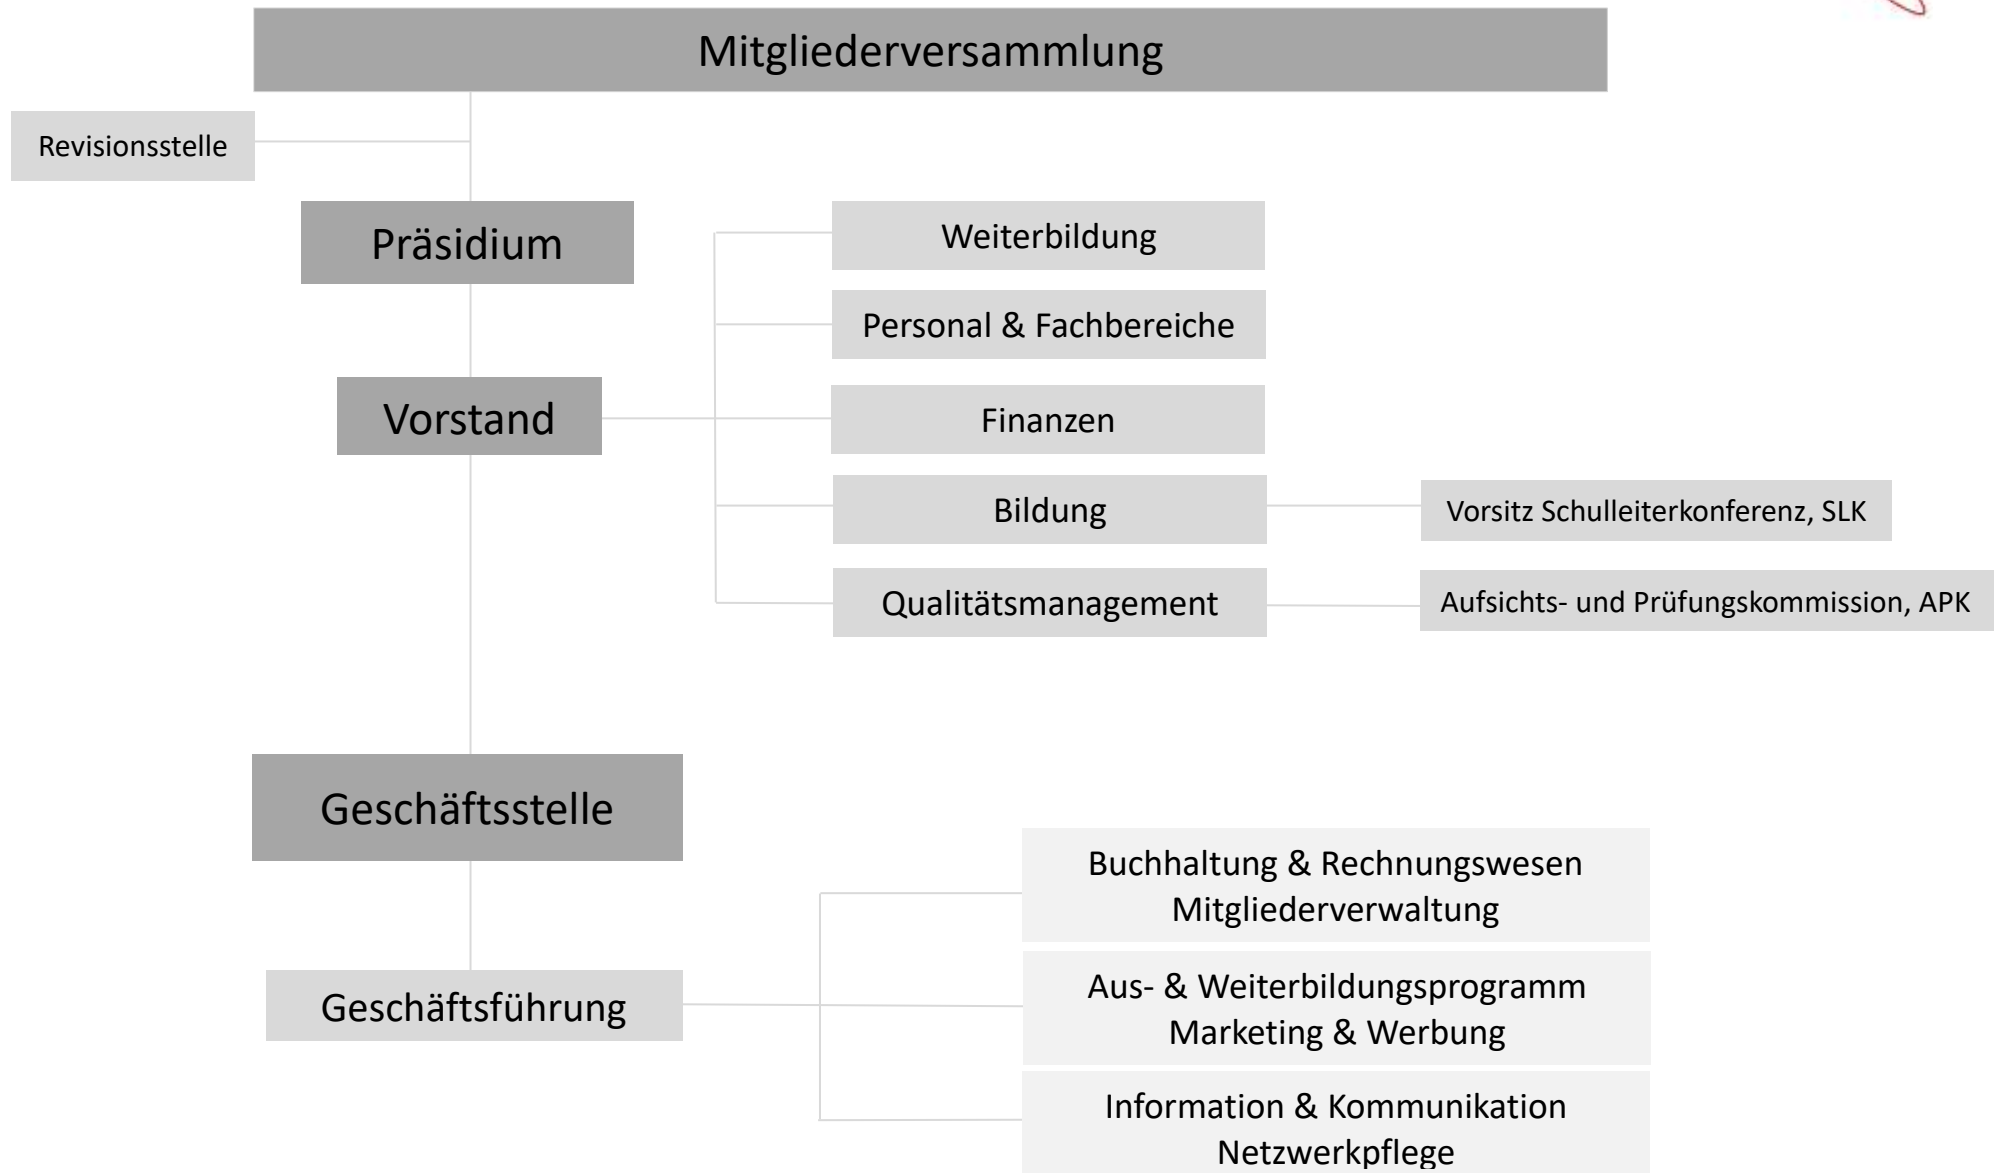 Mitgliederversammlung
Revisionsstelle
Präsidium
Weiterbildung
Personal & Fachbereiche
Vorstand
Finanzen
Bildung
Vorsitz Schulleiterkonferenz, SLK
Qualitätsmanagement
Aufsichts- und Prüfungskommission, APK
Geschäftsstelle
Buchhaltung & Rechnungswesen
Mitgliederverwaltung
Geschäftsführung
Aus- & Weiterbildungsprogramm
Marketing & Werbung
Information & Kommunikation
Netzwerkpflege